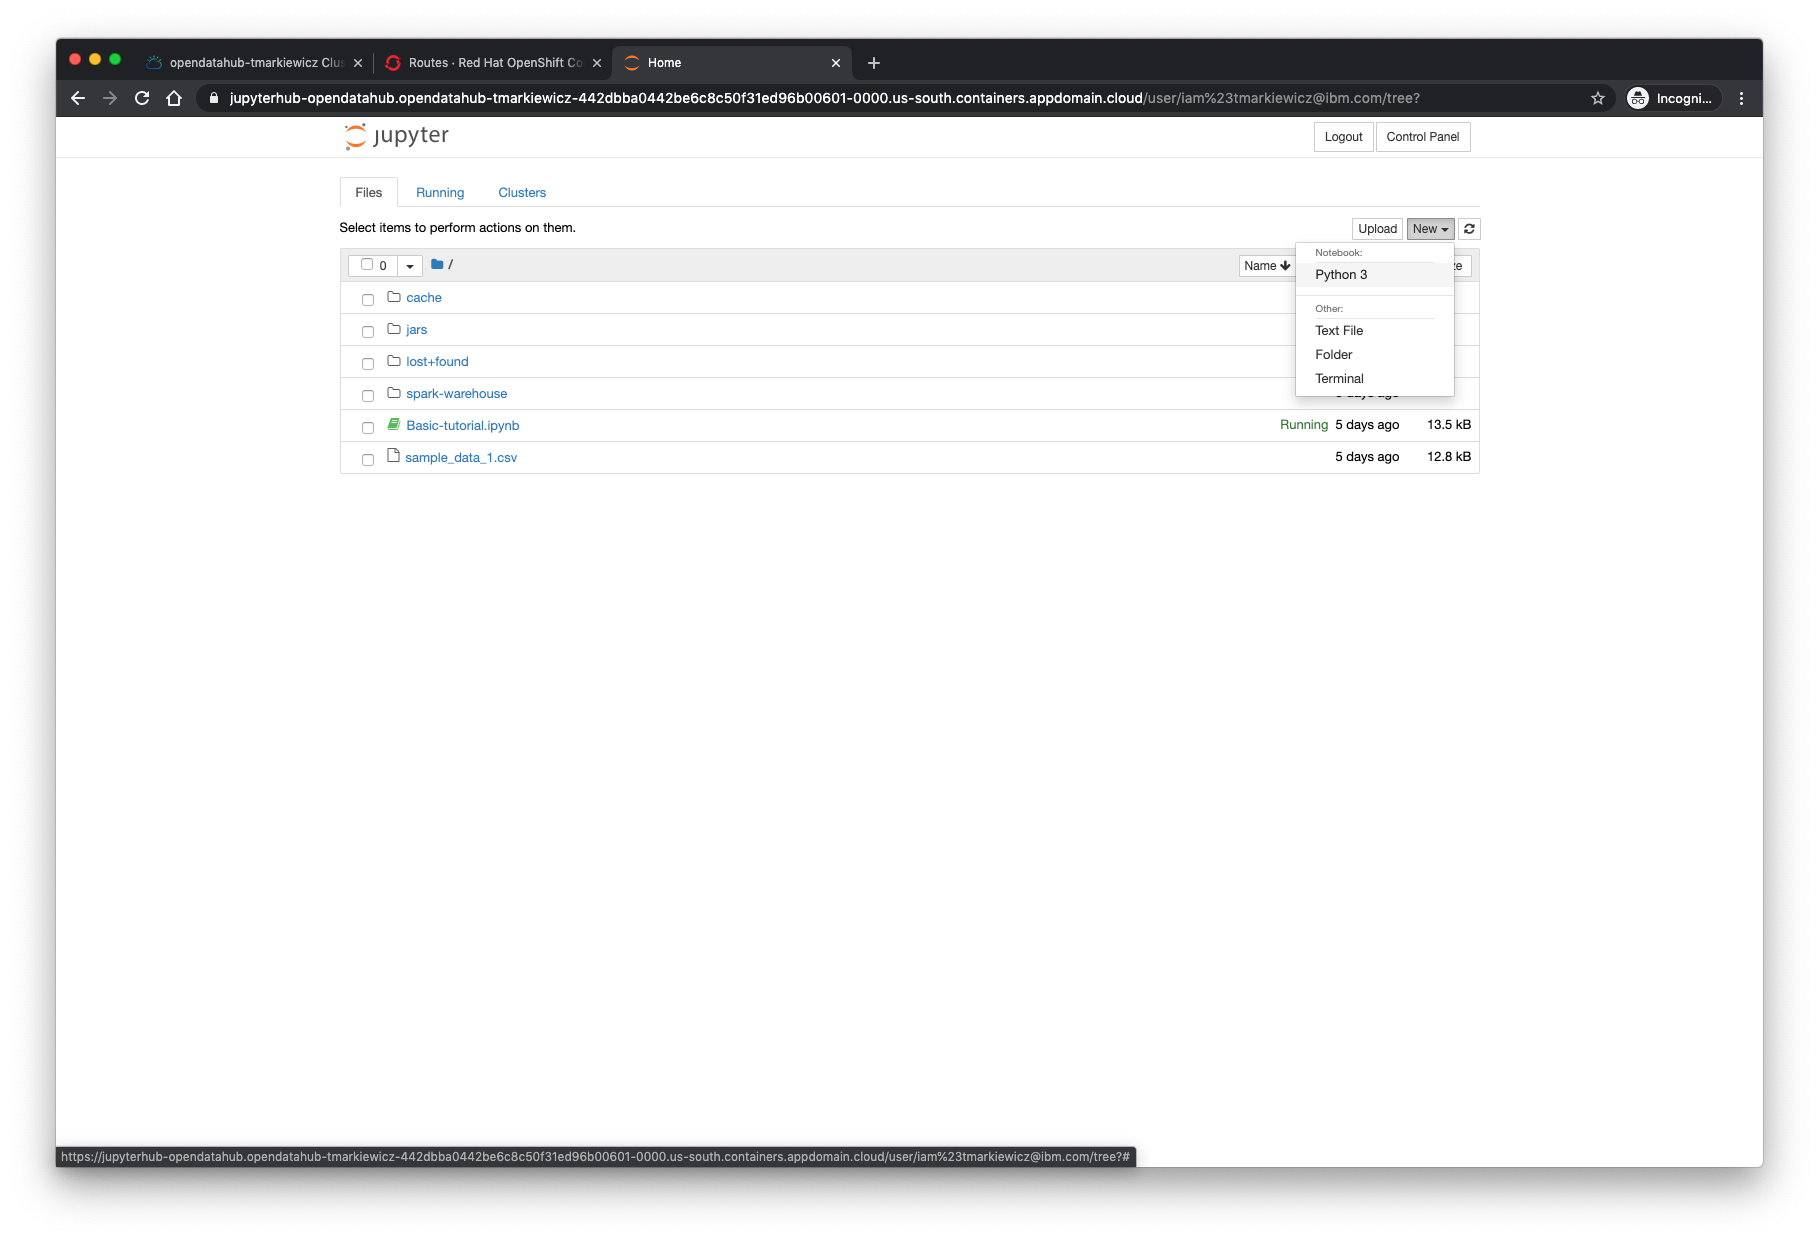 opendatahub-tmarkiewicz Clus
Routes · Red Hat OpenShift Co
Home
jupyterhub-opendatahub.opendatahub-tmarkiewicz-442dbba0442be6c8c50f31ed96b00601-0000.us-south.containers.appdomain.cloud/user/iam%23tmarkiewicz@ibm.com/tree?
Incogni...
jupyter
Logout
Control Panel
Files
Running
Clusters
Select items to perform actions on them.
Upload
New
0
/
Name
Notebook:
Python 3
Other:
Text File
Folder
Terminal
cache
jars
lost+found
spark-warehouse
Basic-tutorial.ipynb Running 5 days ago 13.5 kB
sample_data_1.csv 5 days ago 12.8 kB
https://jupyterhub-opendatahub.opendatahub-tmarkiewicz-442dbba0442be6c8c50f31ed96b00601-0000.us-south.containers.appdomain.cloud/user/iam%23tmarkiewicz@ibm.com/tree?#